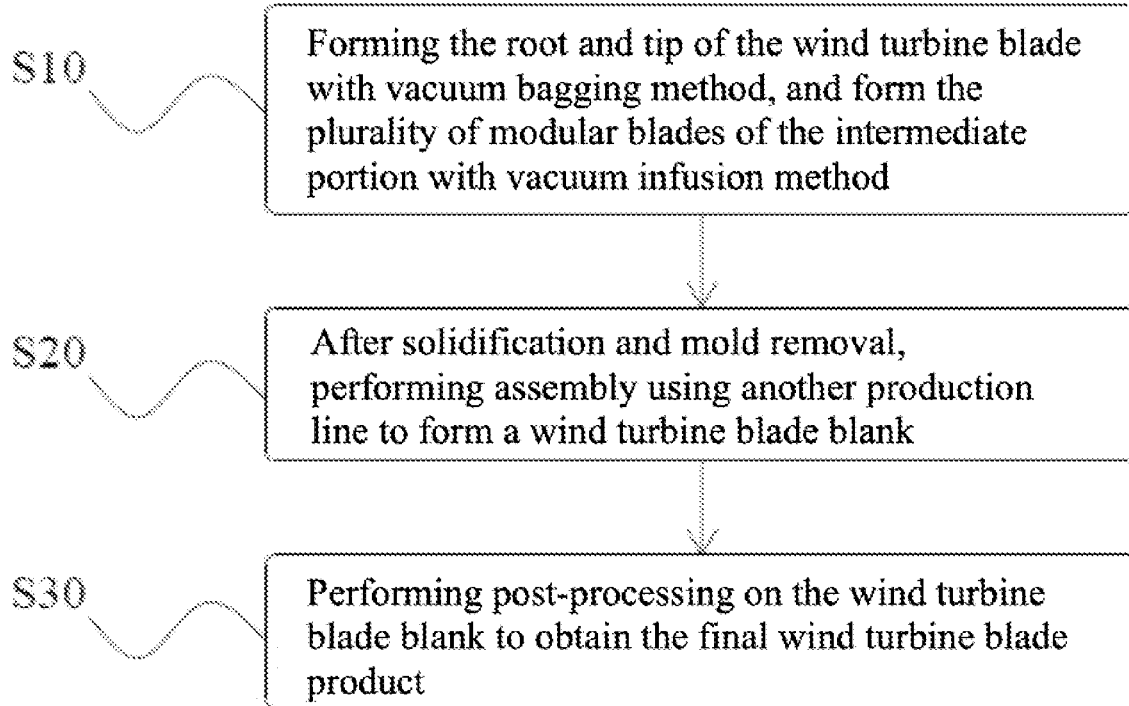 S10
Forming the root and tip of the wind turbine blade
with vacuum bagging method, and form the
plurality of modular blades of the intermediate
portion with vacuum infusion method
S20
After solidification and mold removal,
performing assembly using another production
line to form a wind turbine blade blank
S30
Performing post-processing on the wind turbine
blade blank to obtain the final wind turbine blade
product